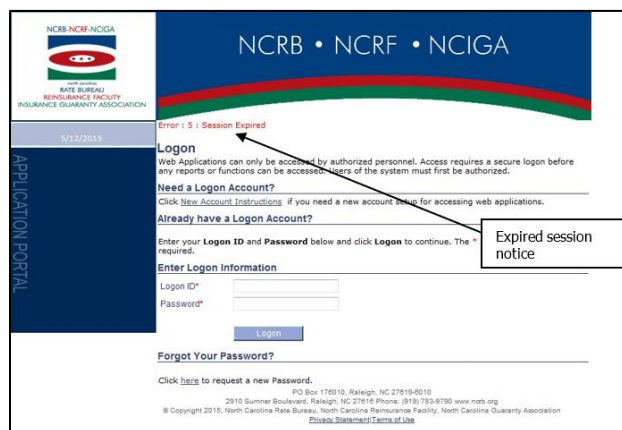 NCRB-NCRF-NCIGA
north carolina
RATE BUREAU
REINSURANCE FACILITY
INSURANCE GUARANTY ASSOCIATION
NCRB • NCRF • NCIGA
5/12/2015
APPLICATION PORTAL
Error : 5 : Session Expired
Logon
Web Applications can only be accessed by authorized personnel. Access requires a secure logon before
any reports or functions can be accessed. Users of the system must first be authorized.
Need a Logon Account?
Click New Account Instructions if you need a new account setup for accessing web applications.
Already have a Logon Account?
Enter your Logon ID and Password below and click Logon to continue. The *
required.
Expired session
notice
Enter Logon Information
Logon ID*
Password*
Logon
Forgot Your Password?
Click here to request a new Password.
PO Box 176010, Raleigh, NC 27619-6010
2910 Sumner Boulevard, Raleigh, NC 27616 Phone: (919) 783-9790 www.ncrb.org
© Copyright 2015, North Carolina Rate Bureau, North Carolina Reinsurance Facility, North Carolina Guaranty Association
Privacy Statement|Terms of Use